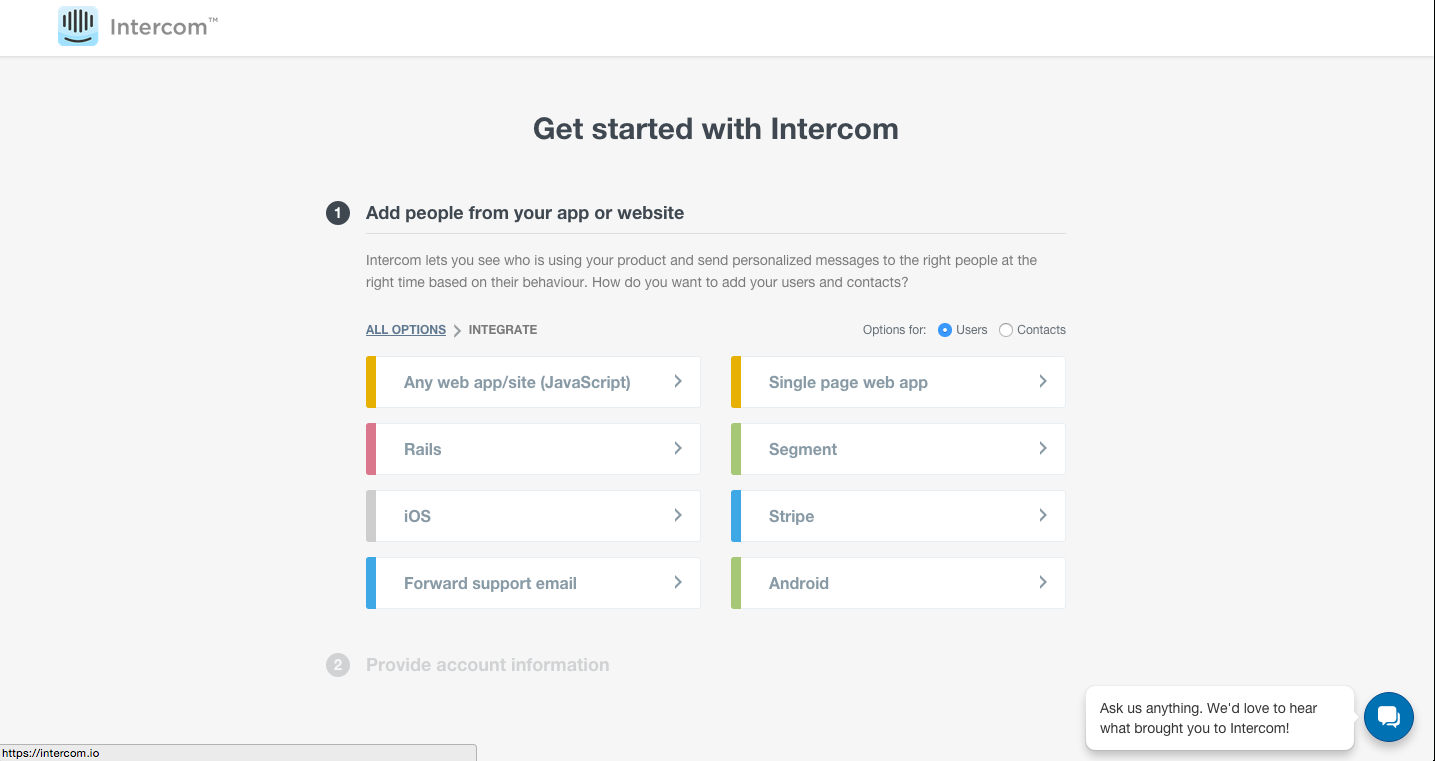 Intercom™
Get started with Intercom
1 Add people from your app or website
Intercom lets you see who is using your product and send personalized messages to the right people at the
right time based on their behaviour. How do you want to add your users and contacts?
ALL OPTIONS > INTEGRATE Options for: Users Contacts
Any web app/site (JavaScript)
Single page web app
Rails
Segment
iOS
Stripe
Forward support email
Android
2 Provide account information
Ask us anything. We'd love to hear
what brought you to Intercom!
https://intercom.io